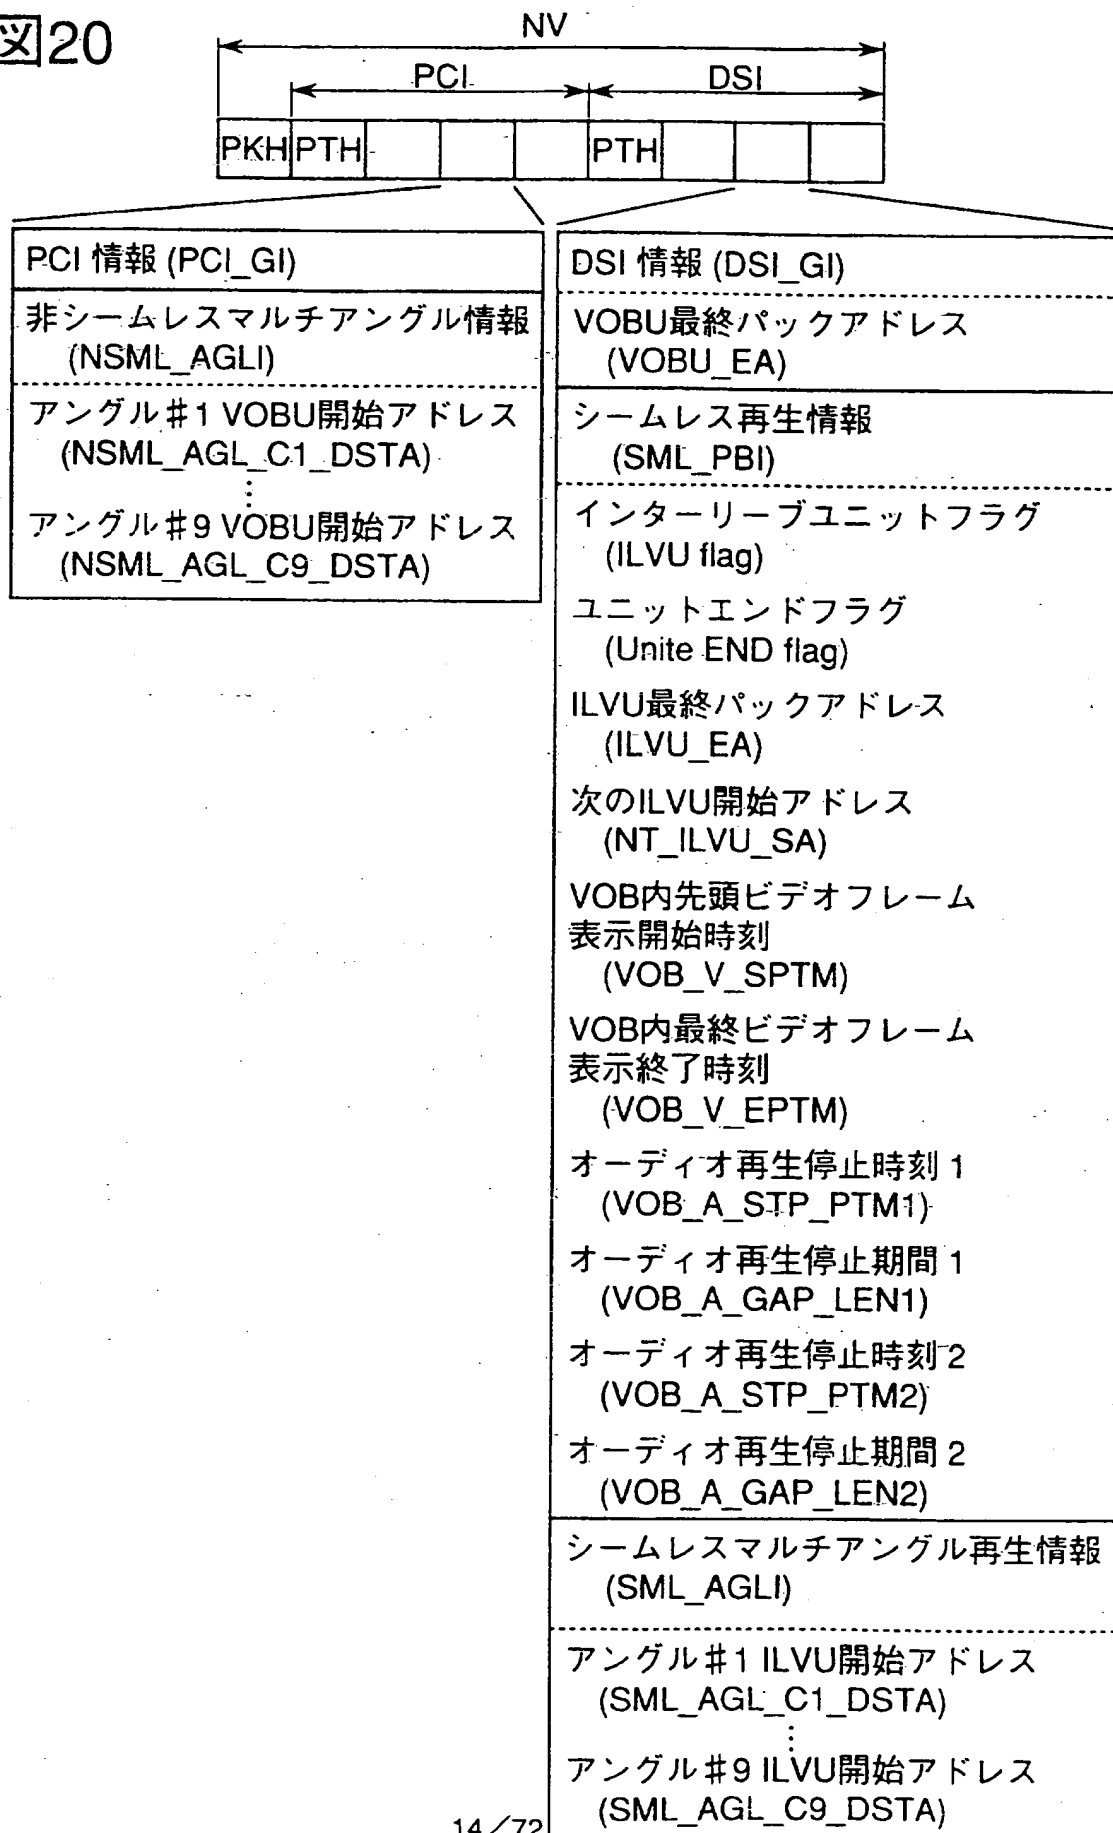 図20
NV
PCI
DSI
PKH PTH PTH
PCI 情報 (PCI_GI)
非シームレスマルチアングル情報
(NSML_AGLI)
アングル#1 VOBU開始アドレス
(NSML_AGL_C1_DSTA)
⋮
アングル#9 VOBU開始アドレス
(NSML_AGL_C9_DSTA)
DSI 情報 (DSI_GI)
VOBU最終パックアドレス
(VOBU_EA)
シームレス再生情報
(SML_PBI)
インターリーブユニットフラグ
(ILVU flag)
ユニットエンドフラグ
(Unite END flag)
ILVU最終パックアドレス
(ILVU_EA)
次のILVU開始アドレス
(NT_ILVU_SA)
VOB内先頭ビデオフレーム
表示開始時刻
(VOB_V_SPTM)
VOB内最終ビデオフレーム
表示終了時刻
(VOB_V_EPTM)
オーディオ再生停止時刻 1
(VOB_A_STP_PTM1)
オーディオ再生停止期間 1
(VOB_A_GAP_LEN1)
オーディオ再生停止時刻 2
(VOB_A_STP_PTM2)
オーディオ再生停止期間 2
(VOB_A_GAP_LEN2)
シームレスマルチアングル再生情報
(SML_AGLI)
アングル#1 ILVU開始アドレス
(SML_AGL_C1_DSTA)
⋮
アングル#9 ILVU開始アドレス
(SML_AGL_C9_DSTA)
14/72